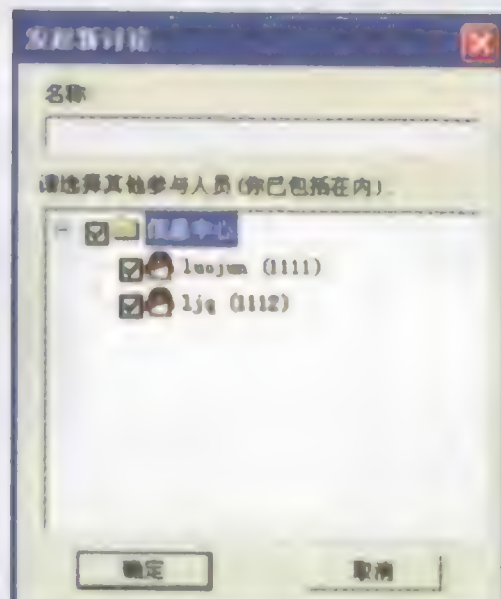 发起新讨论
名称
请选择其他参与人员(你已包括在内)
信息中心
luojun (1111)
ljq (1112)
确定
取消